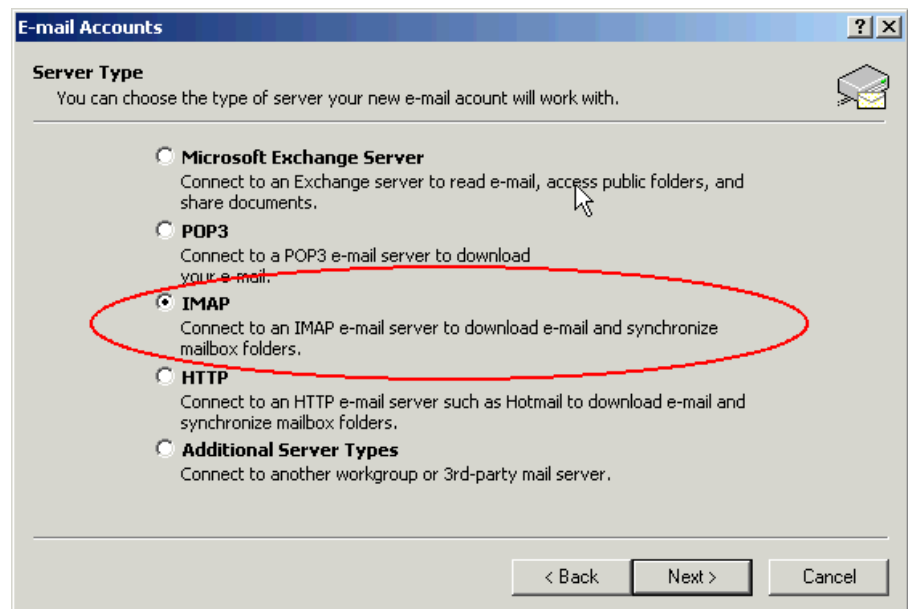 E-mail Accounts
Server Type
You can choose the type of server your new e-mail acount will work with.
Microsoft Exchange Server
Connect to an Exchange server to read e-mail, access public folders, and
share documents.
POP3
Connect to a POP3 e-mail server to download
your e-mail.
IMAP
Connect to an IMAP e-mail server to download e-mail and synchronize
mailbox folders.
HTTP
Connect to an HTTP e-mail server such as Hotmail to download e-mail and
synchronize mailbox folders.
Additional Server Types
Connect to another workgroup or 3rd-party mail server.
< Back Next > Cancel